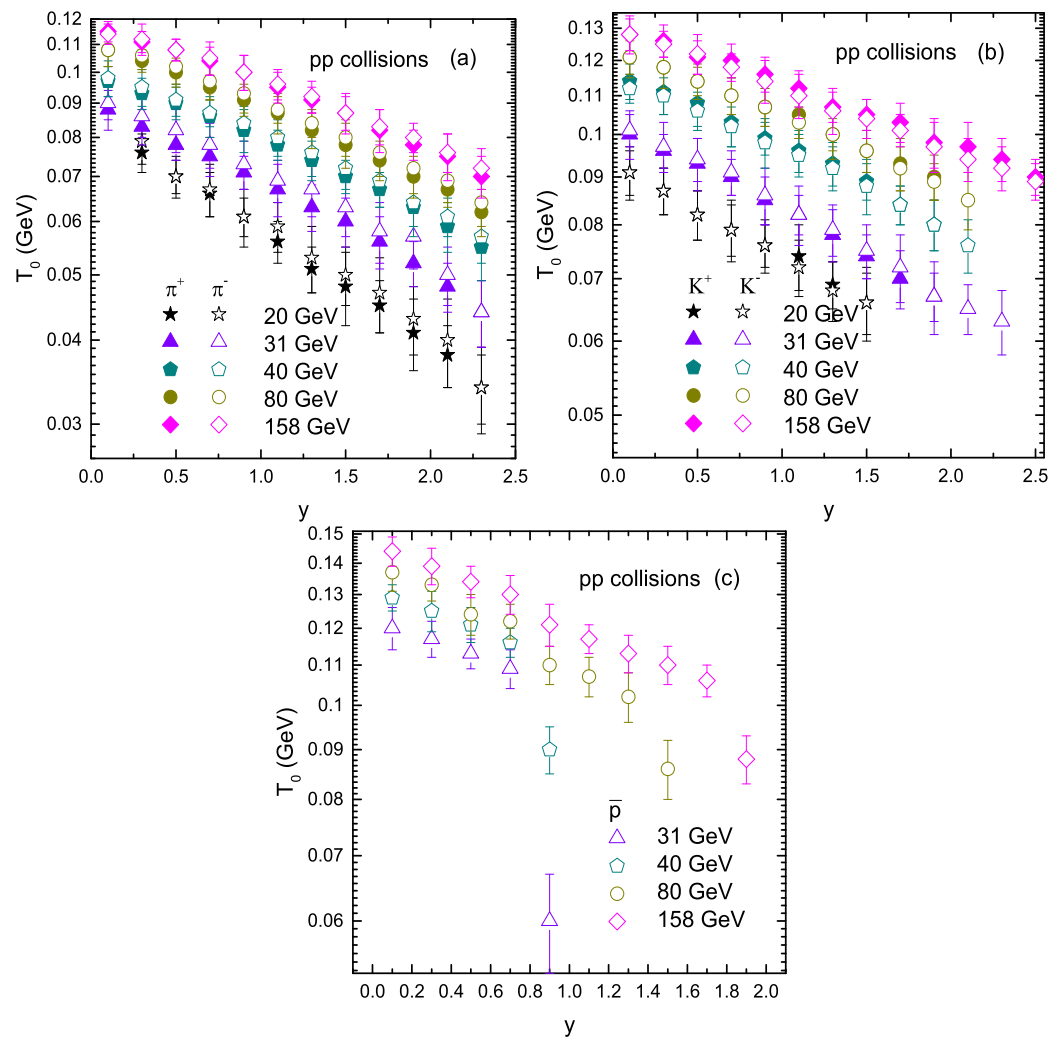 pp collisions (a)
T0 (GeV)
0.12
0.11
0.1
0.09
0.08
0.07
0.06
0.05
0.04
0.03
π+ π-
20 GeV
31 GeV
40 GeV
80 GeV
158 GeV
0.0 0.5 1.0 1.5 2.0 2.5
y
pp collisions (b)
T0 (GeV)
0.13
0.12
0.11
0.1
0.09
0.08
0.07
0.06
0.05
K+ K-
20 GeV
31 GeV
40 GeV
80 GeV
158 GeV
0.0 0.5 1.0 1.5 2.0 2.5
y
pp collisions (c)
T0 (GeV)
0.15
0.14
0.13
0.12
0.11
0.1
0.09
0.08
0.07
0.06
p̅
31 GeV
40 GeV
80 GeV
158 GeV
0.0 0.2 0.4 0.6 0.8 1.0 1.2 1.4 1.6 1.8 2.0
y